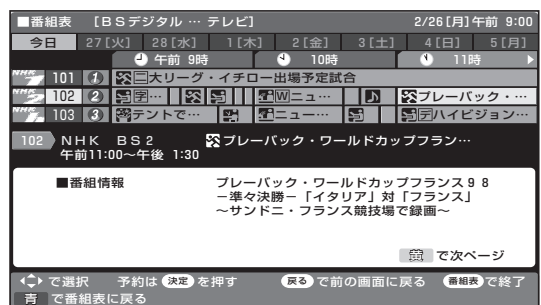 ■番組表 [BSデジタル … テレビ] 2/26[月]午前 9:00
今日 27[火] 28[水] 1[木] 2[金] 3[土] 4[日] 5[月]
午前 9時 10時 11時
NHK 101 1 大リーグ・イチロー出場予定試合
NHK 102 2 字… Wニュ… プレーバック・…
NHK 103 3 テントで… ニュー… ハイビジョン…
102 NHK BS2 プレーバック・ワールドカップフラン…
午前11:00~午後 1:30
■番組情報 プレーバック・ワールドカップフランス98
-準々決勝-「イタリア」対「フランス」
~サンドニ・フランス競技場で録画~
黄 で次ページ
で選択 予約は 決定 を押す 戻る で前の画面に戻る 番組表 で終了
青 で番組表に戻る